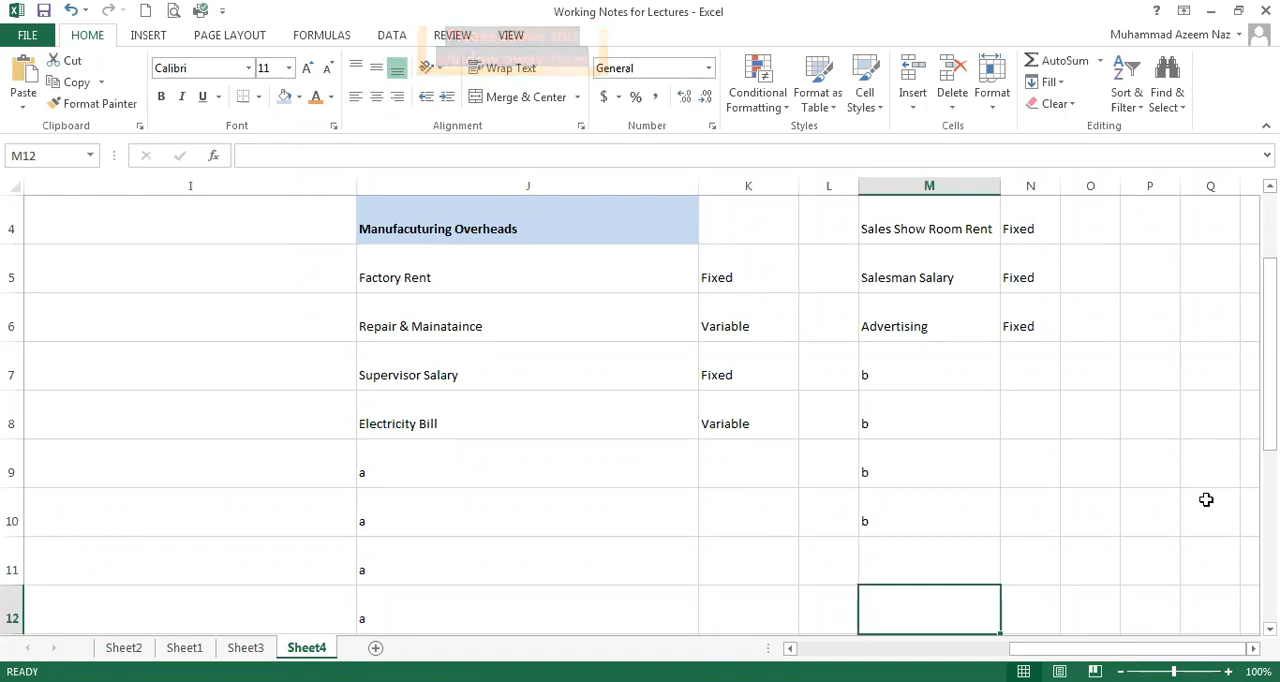 Working Notes for Lectures - Excel
FILE HOME INSERT PAGE LAYOUT FORMULAS DATA REVIEW VIEW Muhammad Azeem Naz
Paste Cut Copy Format Painter Clipboard
Calibri 11 A A B I U A Font
Wrap Text Merge & Center Alignment
General $ % , Number
Conditional Formatting Format as Table Cell Styles Styles
Insert Delete Format Cells
AutoSum Fill Clear Sort & Filter Find & Select Editing
M12 fx
I J K L M N O P Q
4 Manufacuturing Overheads Sales Show Room Rent Fixed
5 Factory Rent Fixed Salesman Salary Fixed
6 Repair & Mainataince Variable Advertising Fixed
7 Supervisor Salary Fixed b
8 Electricity Bill Variable b
9 a b
10 a b
11 a
12 a
Sheet2 Sheet1 Sheet3 Sheet4
READY 100%